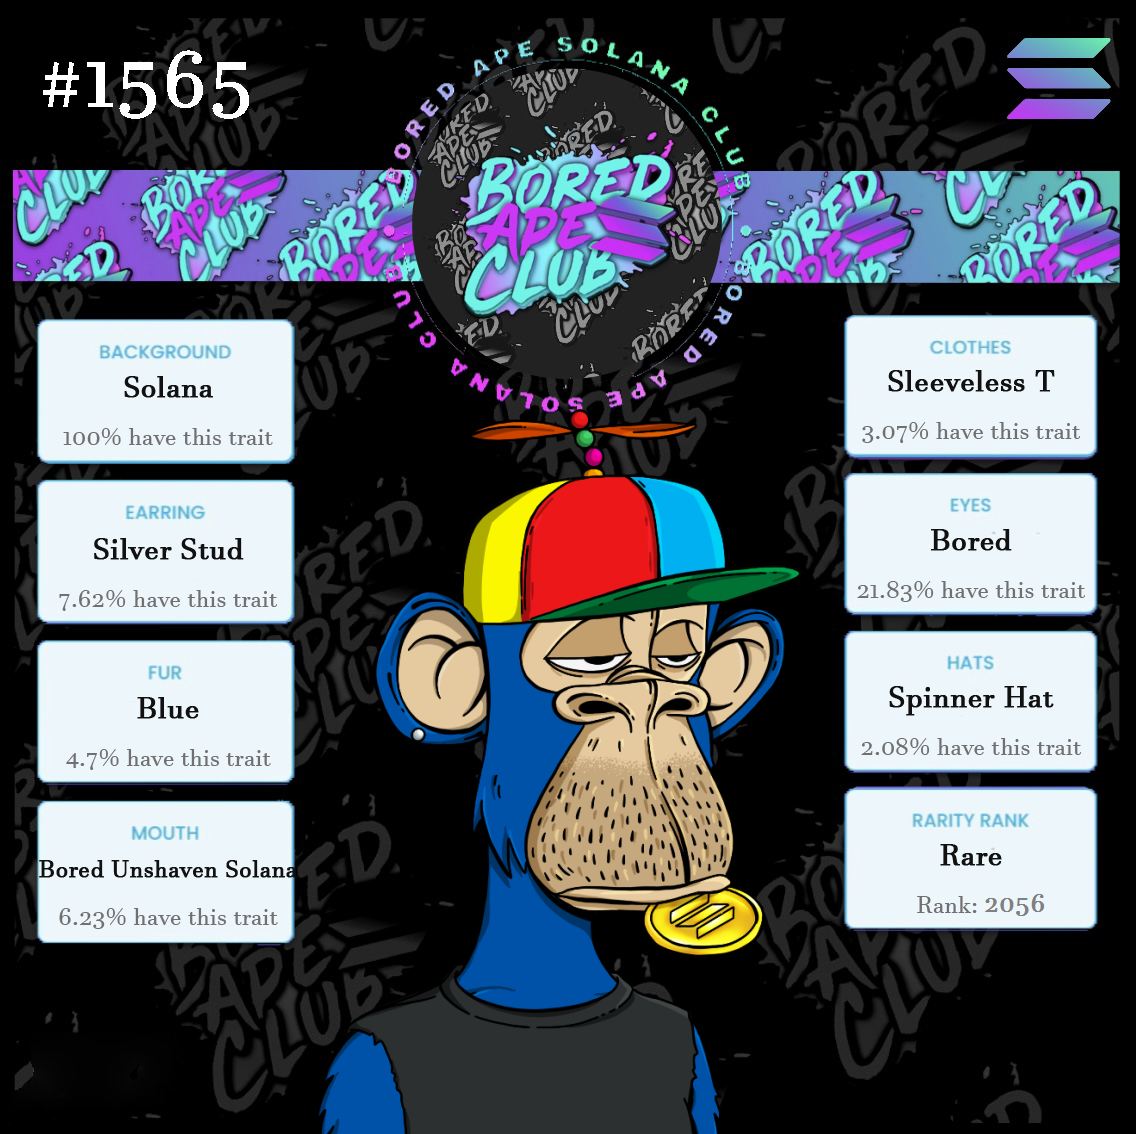 #1565
BORED APE SOLANA CLUB
BORED
APE
CLUB
BORED APE SOLANA CLUB
BACKGROUND
Solana
100% have this trait
EARRING
Silver Stud
7.62% have this trait
FUR
Blue
4.7% have this trait
MOUTH
Bored Unshaven Solana
6.23% have this trait
CLOTHES
Sleeveless T
3.07% have this trait
EYES
Bored
21.83% have this trait
HATS
Spinner Hat
2.08% have this trait
RARITY RANK
Rare
Rank: 2056